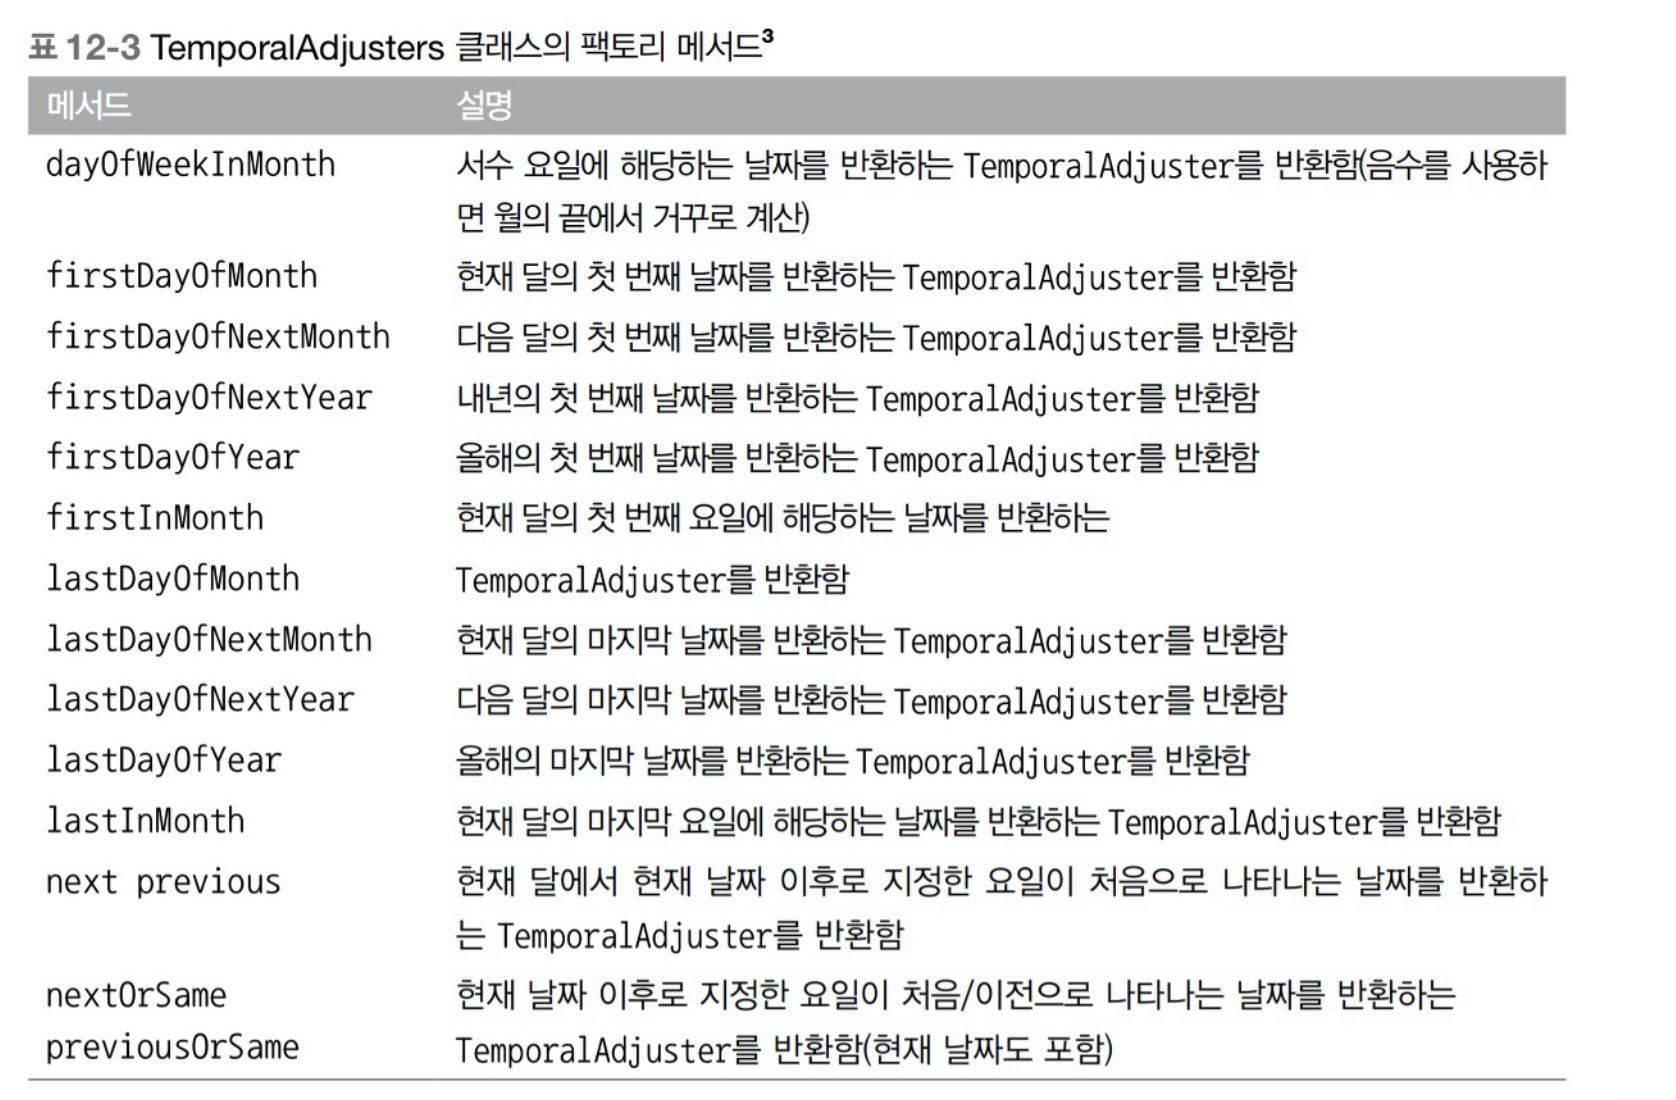 표 12-3 TemporalAdjusters 클래스의 팩토리 메서드³
메서드 설명
dayOfWeekInMonth 서수 요일에 해당하는 날짜를 반환하는 TemporalAdjuster를 반환함(음수를 사용하
면 월의 끝에서 거꾸로 계산)
firstDayOfMonth 현재 달의 첫 번째 날짜를 반환하는 TemporalAdjuster를 반환함
firstDayOfNextMonth 다음 달의 첫 번째 날짜를 반환하는 TemporalAdjuster를 반환함
firstDayOfNextYear 내년의 첫 번째 날짜를 반환하는 TemporalAdjuster를 반환함
firstDayOfYear 올해의 첫 번째 날짜를 반환하는 TemporalAdjuster를 반환함
firstInMonth 현재 달의 첫 번째 요일에 해당하는 날짜를 반환하는
lastDayOfMonth TemporalAdjuster를 반환함
lastDayOfNextMonth 현재 달의 마지막 날짜를 반환하는 TemporalAdjuster를 반환함
lastDayOfNextYear 다음 달의 마지막 날짜를 반환하는 TemporalAdjuster를 반환함
lastDayOfYear 올해의 마지막 날짜를 반환하는 TemporalAdjuster를 반환함
lastInMonth 현재 달의 마지막 요일에 해당하는 날짜를 반환하는 TemporalAdjuster를 반환함
next previous 현재 달에서 현재 날짜 이후로 지정한 요일이 처음으로 나타나는 날짜를 반환하
는 TemporalAdjuster를 반환함
nextOrSame 현재 날짜 이후로 지정한 요일이 처음/이전으로 나타나는 날짜를 반환하는
previousOrSame TemporalAdjuster를 반환함(현재 날짜도 포함)